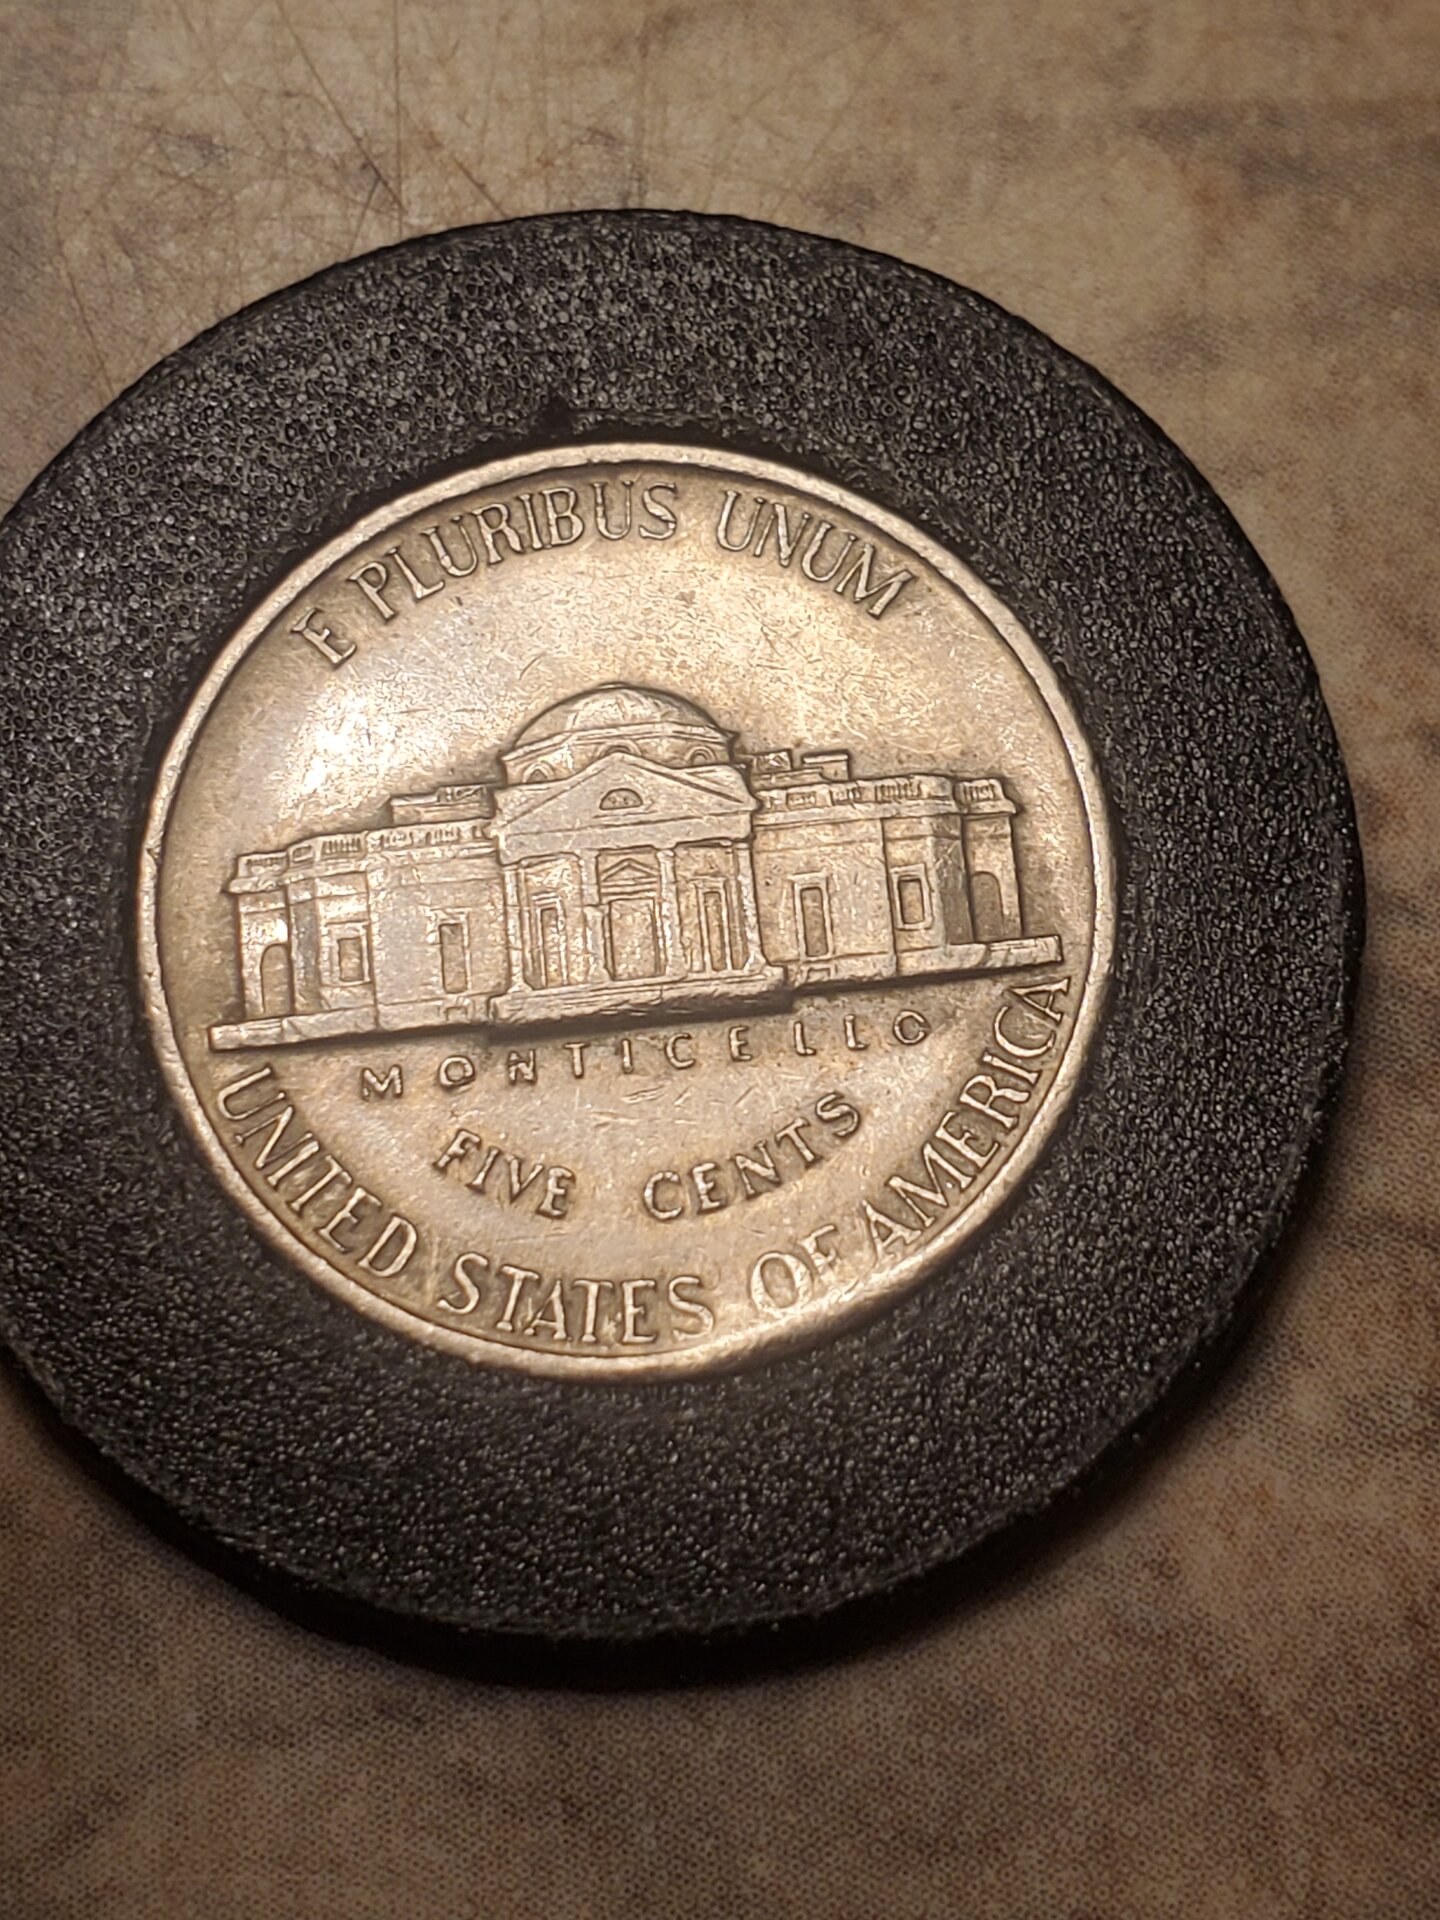 E PLURIBUS UNUM
MONTICELLO
FIVE CENTS
UNITED STATES OF AMERICA